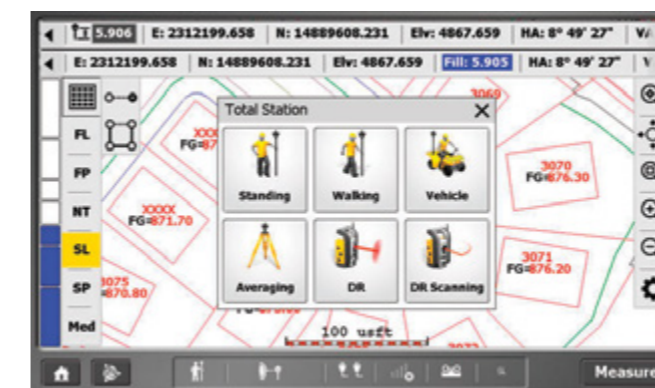 5.906 E: 2312199.658 N: 14889608.231 Elv: 4867.659 HA: 8° 49' 27"
E: 2312199.658 N: 14889608.231 Elv: 4867.659 Fill: 5.905 HA: 8° 49' 27"
3069
Total Station X
FL
FG=87
FP
Standing Walking Vehicle
3070
FG=876.30
NT
XXXX
FG=871.70
SL
3071
FG=876.20
SP
3075
=870.80
Averaging DR DR Scanning
Med
100 usft
Measure